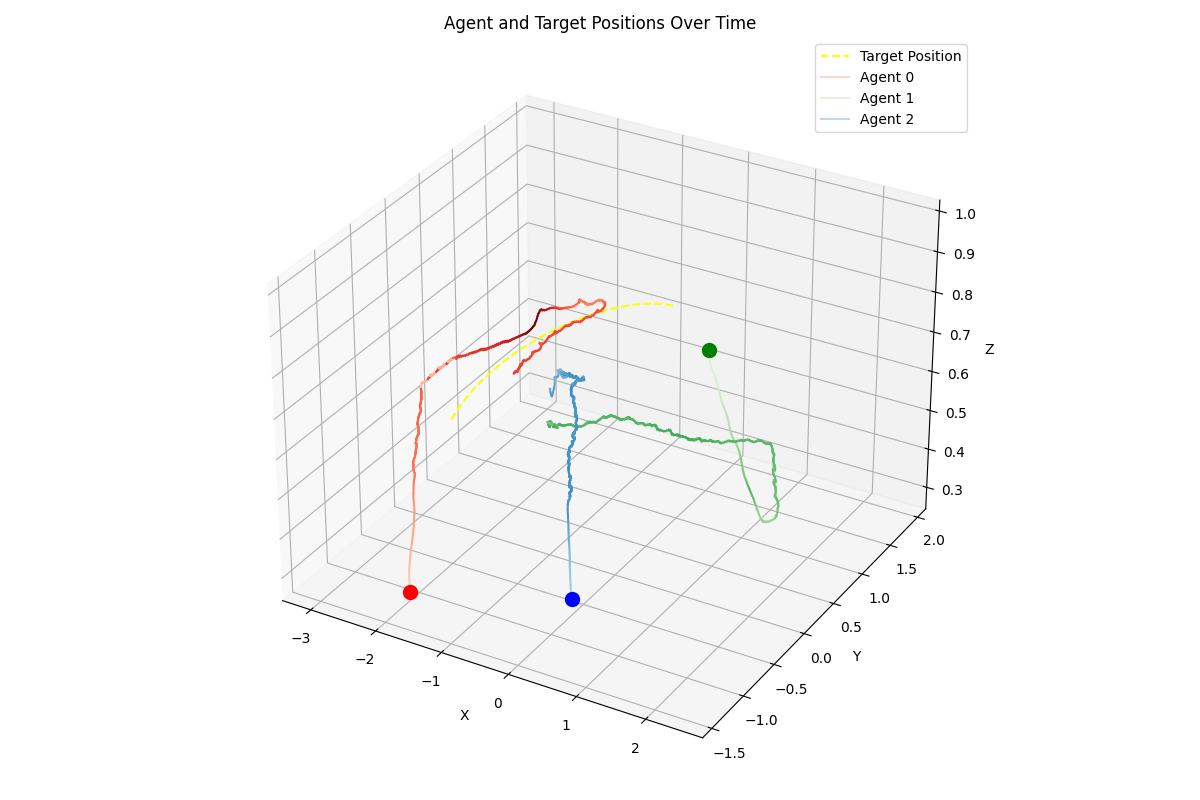 Agent and Target Positions Over Time
Target Position
Agent 0
Agent 1
Agent 2
1.0
0.9
0.8
0.7
Z
0.6
0.5
0.4
0.3
2.0
1.5
1.0
0.5
0.0
Y
−0.5
−1.0
−1.5
−3
−2
−1
0
1
2
X